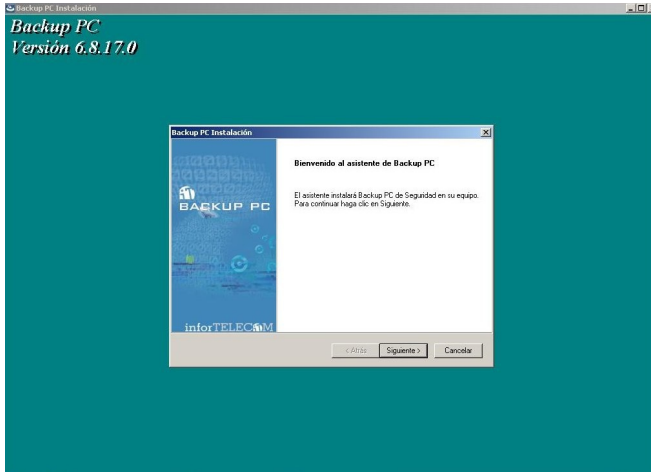 Backup PC Instalación
Backup PC
Versión 6.8.17.0
Backup PC Instalación
BACKUP PC
inforTELECOM
Bienvenido al asistente de Backup PC
El asistente instalará Backup PC de Seguridad en su equipo.
Para continuar haga clic en Siguiente.
< Atrás Siguiente > Cancelar